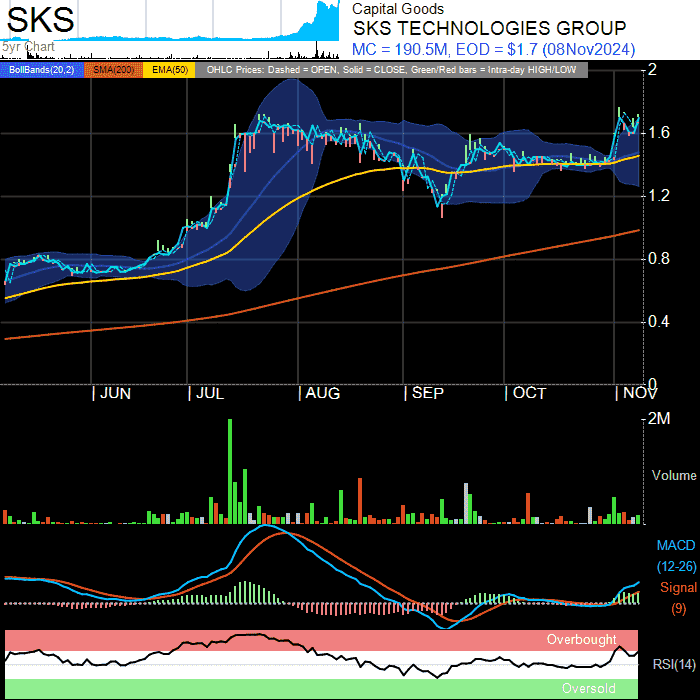 SKS
5yr Chart
Capital Goods
SKS TECHNOLOGIES GROUP
MC = 190.5M, EOD = $1.7 (08Nov2024)
BollBands(20,2) SMA(200) EMA(50) OHLC Prices: Dashed = OPEN, Solid = CLOSE, Green/Red bars = Intra-day HIGH/LOW
2
1.6
1.2
0.8
0.4
0
| JUN | JUL | AUG | SEP | OCT | NOV
2M
Volume
MACD
(12-26)
Signal
(9)
Overbought
RSI(14)
Oversold